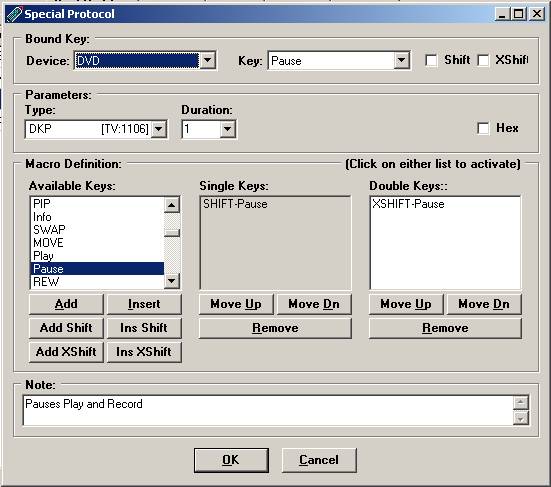 Special Protocol
Bound Key:
Device: DVD Key: Pause Shift XShift
Parameters:
Type: Duration:
DKP [TV:1106] 1 Hex
Macro Definition: (Click on either list to activate)
Available Keys: Single Keys: Double Keys::
PIP SHIFT-Pause XSHIFT-Pause
Info
SWAP
MOVE
Play
Pause
REW
Add Insert Move Up Move Dn Move Up Move Dn
Add Shift Ins Shift Remove Remove
Add XShift Ins XShift
Note:
Pauses Play and Record
OK Cancel